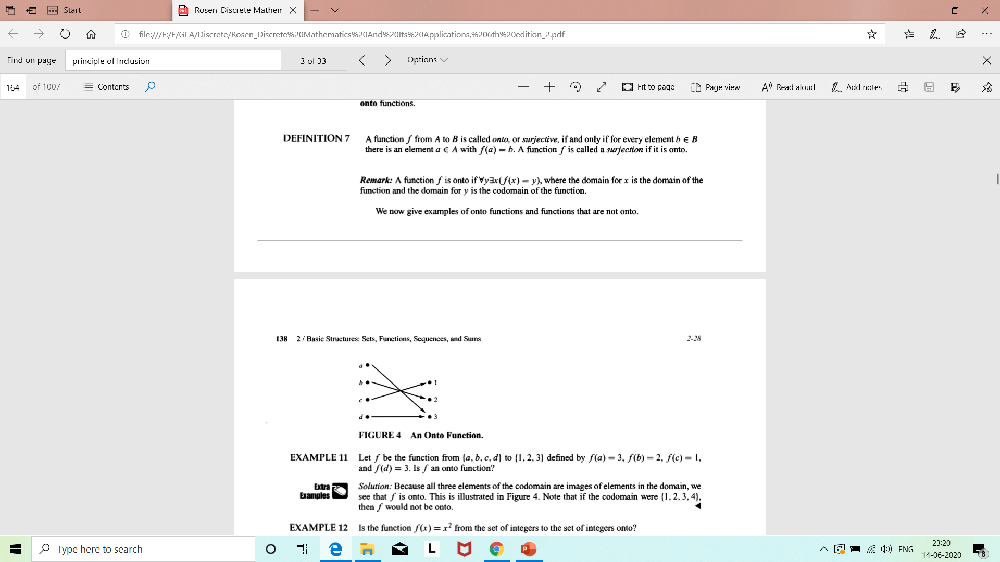 Start
Rosen_Discrete Mathem
file:///E:/E/GLA/Discrete/Rosen_Discrete%20Mathematics%20And%20Its%20Applications,%206th%20edition_2.pdf
Find on page
principle of Inclusion
3 of 33
Options
164 of 1007
Contents
Fit to page
Page view
Read aloud
Add notes
onto functions.
DEFINITION 7 A function f from A to B is called onto, or surjective, if and only if for every element b ∈ B
there is an element a ∈ A with f(a) = b. A function f is called a surjection if it is onto.
Remark: A function f is onto if ∀y∃x(f(x) = y), where the domain for x is the domain of the
function and the domain for y is the codomain of the function.
We now give examples of onto functions and functions that are not onto.
138 2 / Basic Structures: Sets, Functions, Sequences, and Sums 2-28
a
b 1
c 2
d 3
FIGURE 4 An Onto Function.
EXAMPLE 11 Let f be the function from {a, b, c, d} to {1, 2, 3} defined by f(a) = 3, f(b) = 2, f(c) = 1,
and f(d) = 3. Is f an onto function?
Extra
Examples
Solution: Because all three elements of the codomain are images of elements in the domain, we
see that f is onto. This is illustrated in Figure 4. Note that if the codomain were {1, 2, 3, 4},
then f would not be onto.
EXAMPLE 12 Is the function f(x) = x² from the set of integers to the set of integers onto?
Type here to search
L
ENG
23:20
14-06-2020
8